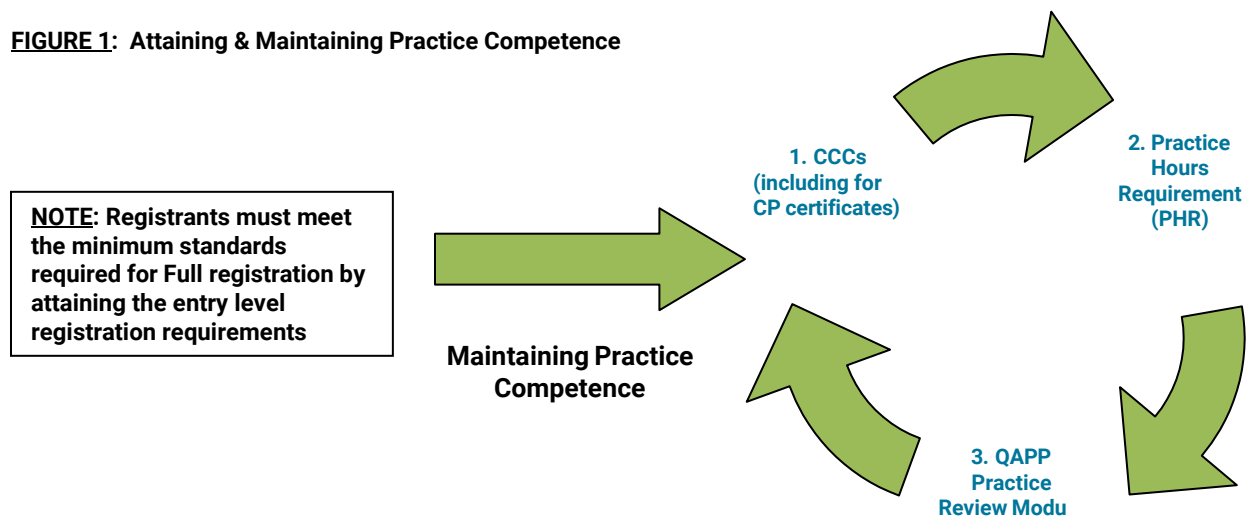 FIGURE 1: Attaining & Maintaining Practice Competence
NOTE: Registrants must meet
the minimum standards
required for Full registration by
attaining the entry level
registration requirements
Maintaining Practice
Competence
1. CCCs
(including for
CP certificates)
2. Practice
Hours
Requirement
(PHR)
3. QAPP
Practice
Review Modu